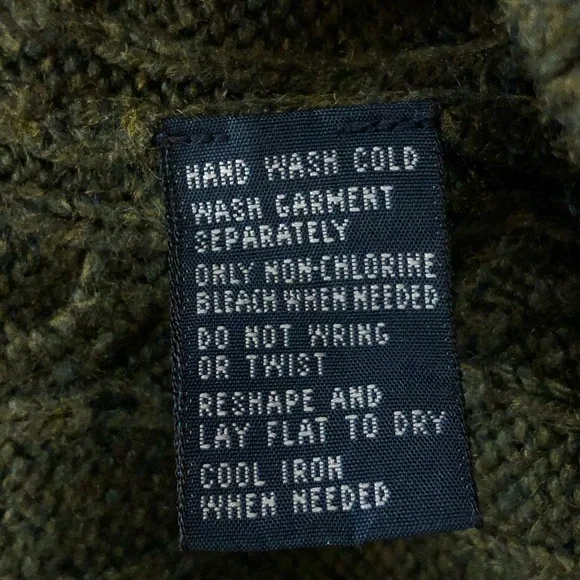 HAND WASH COLD
WASH GARMENT
SEPARATELY
ONLY NON-CHLORINE
BLEACH WHEN NEEDED
DO NOT WRING
OR TWIST
RESHAPE AND
LAY FLAT TO DRY
COOL IRON
WHEN NEEDED